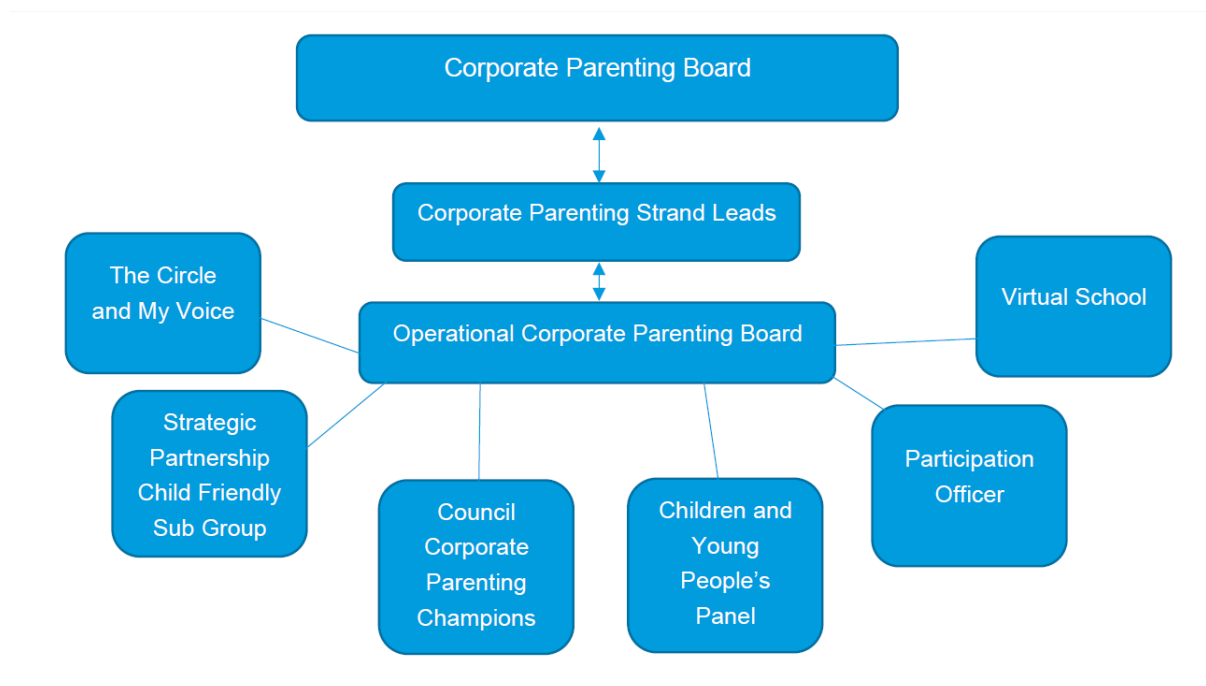 Corporate Parenting Board
Corporate Parenting Strand Leads
The Circle
and My Voice
Virtual School
Operational Corporate Parenting Board
Strategic
Partnership
Child Friendly
Sub Group
Council
Corporate
Parenting
Champions
Children and
Young
People’s
Panel
Participation
Officer